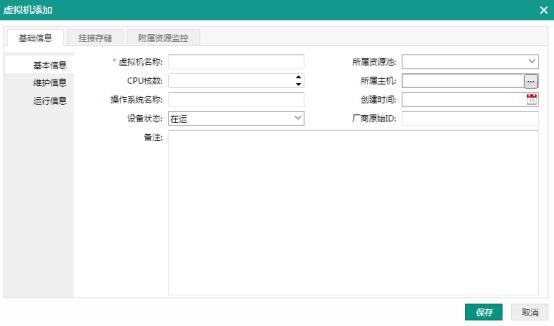 虚拟机添加
基础信息 挂接存储 附属资源监控
基本信息
维护信息
运行信息
* 虚拟机名称: 所属资源池:
CPU核数: 所属主机: ...
操作系统名称: 创建时间:
设备状态: 在运 厂商原始ID:
备注:
保存 取消